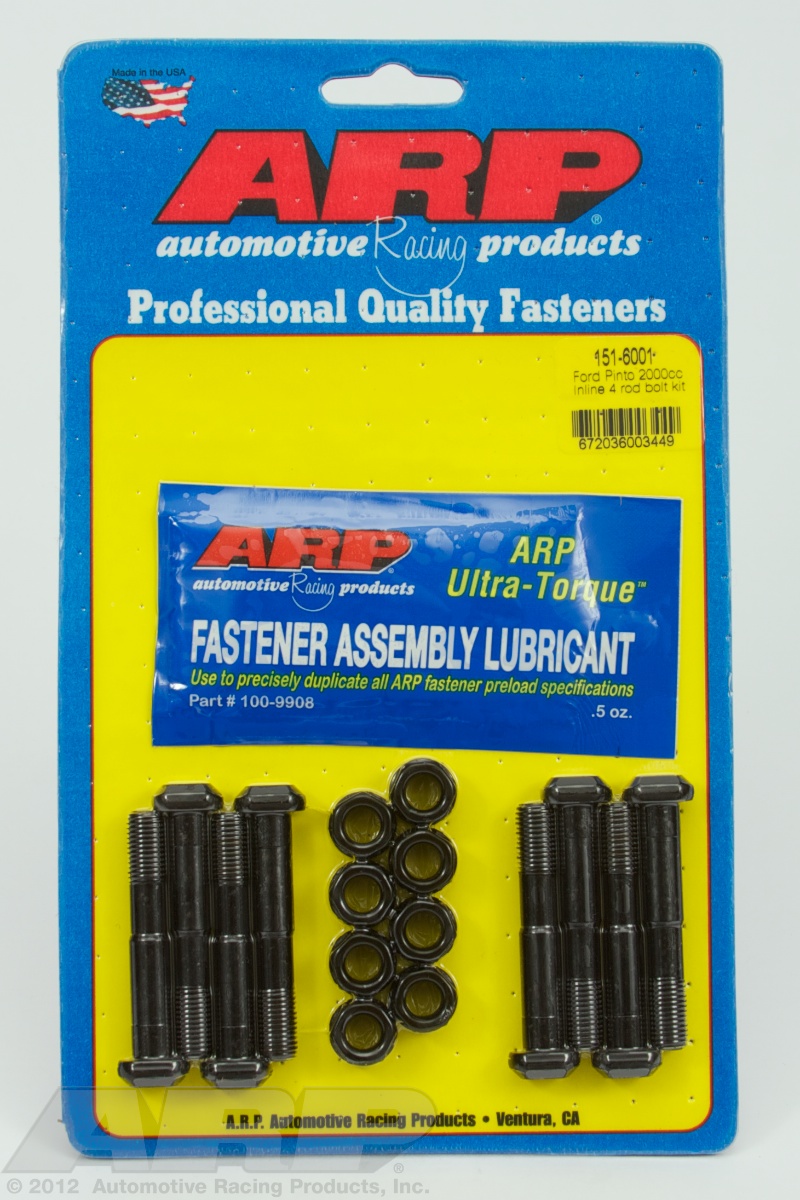 Made in the USA
ARP®
automotive Racing products
Professional Quality Fasteners
151-6001
Ford Pinto 2000cc
Inline 4 rod bolt kit
672036003449
ARP
automotive Racing products
ARP
Ultra-Torque™
FASTENER ASSEMBLY LUBRICANT
Use to precisely duplicate all ARP fastener preload specifications
Part # 100-9908
.5 oz.
A.R.P. Automotive Racing Products • Ventura, CA
ARP®
© 2012 Automotive Racing Products, Inc.